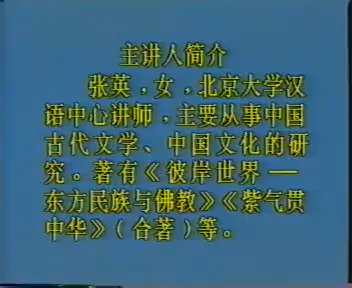 主讲人简介
张英，女，北京大学汉
语中心讲师，主要从事中国
古代文学、中国文化的研
究。著有《彼岸世界——
东方民族与佛教》《紫气贯
中华》（合著）等。